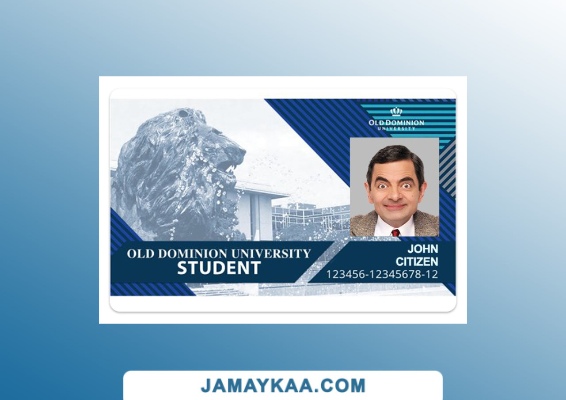 OLD DOMINION
UNIVERSITY
OLD DOMINION UNIVERSITY
STUDENT
JOHN
CITIZEN
123456-12345678-12
JAMAYKAA.COM